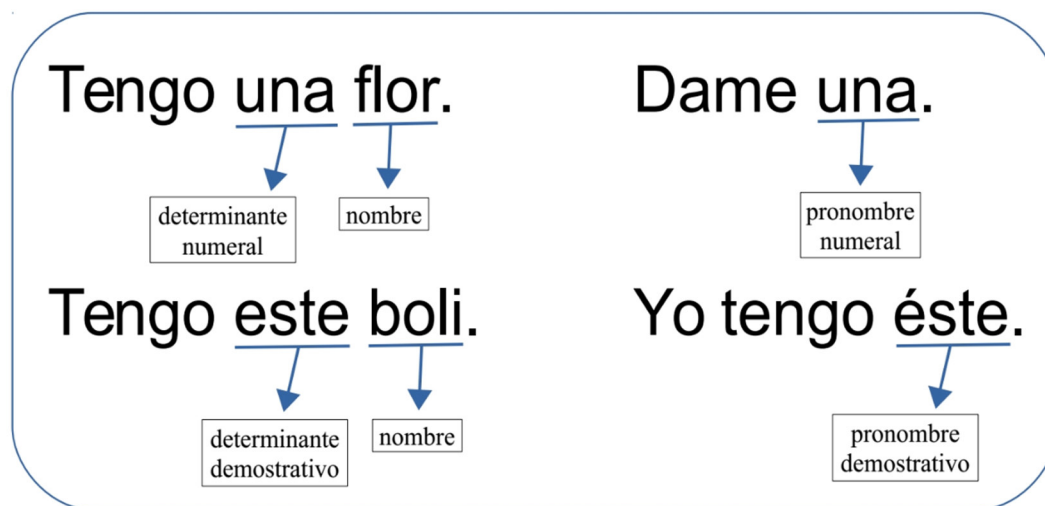 Tengo una flor.
determinante
numeral
nombre
Dame una.
pronombre
numeral
Tengo este boli.
determinante
demostrativo
nombre
Yo tengo éste.
pronombre
demostrativo